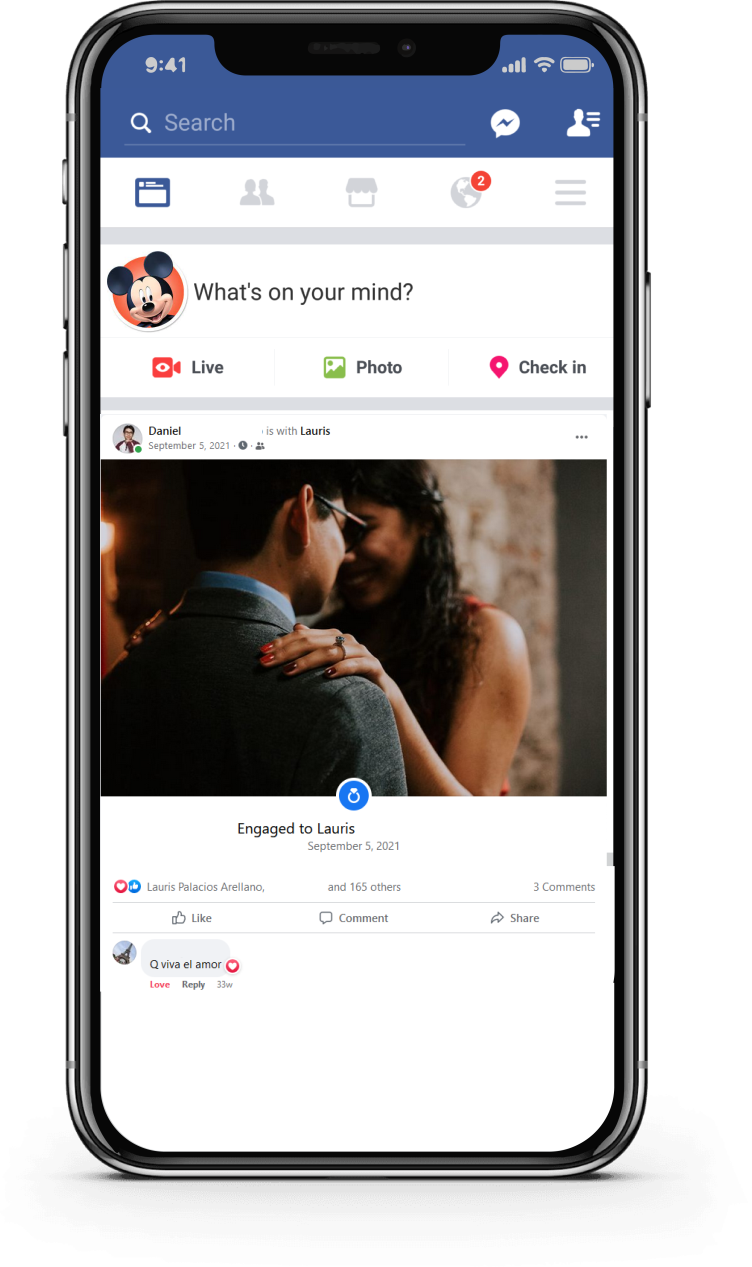 9:41
Search
2
What's on your mind?
Live Photo Check in
Daniel is with Lauris
September 5, 2021 ·
Engaged to Lauris
September 5, 2021
Lauris Palacios Arellano, and 165 others 3 Comments
Like Comment Share
Q viva el amor
Love Reply 33w